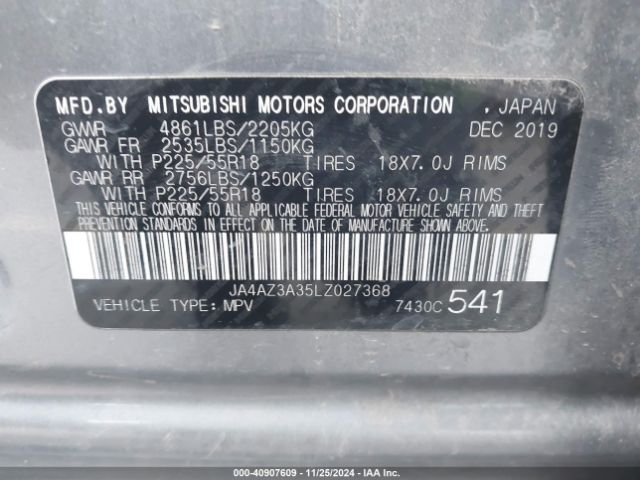 MFD.BY MITSUBISHI MOTORS CORPORATION , JAPAN
GVWR 4861LBS/2205KG DEC 2019
GAWR FR 2535LBS/1150KG
WITH P225/55R18 TIRES 18X7.0J RIMS
GAWR RR 2756LBS/1250KG
WITH P225/55R18 TIRES 18X7.0J RIMS
THIS VEHICLE CONFORMS TO ALL APPLICABLE FEDERAL MOTOR VEHICLE SAFETY AND THEFT
PREVENTION STANDARDS IN EFFECT ON THE DATE OF MANUFACTURE SHOWN ABOVE.
JA4AZ3A35LZ027368
VEHICLE TYPE: MPV 7430C 541
000-40907609 - 11/25/2024 - IAAI.com